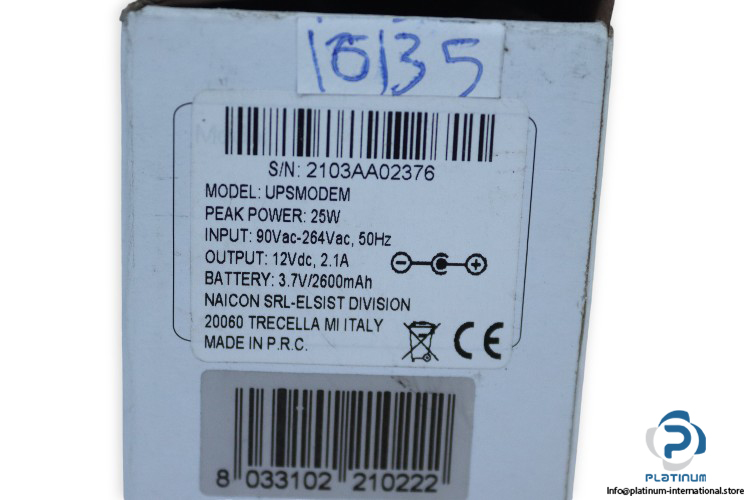 10135
S/N: 2103AA02376
MODEL: UPSMODEM
PEAK POWER: 25W
INPUT: 90Vac-264Vac, 50Hz
OUTPUT: 12Vdc, 2.1A
BATTERY: 3.7V/2600mAh
NAICON SRL-ELSIST DIVISION
20060 TRECELLA MI ITALY
MADE IN P.R.C.
CE
8 033102 210222
PLATINUM
Info@platinum-international.store